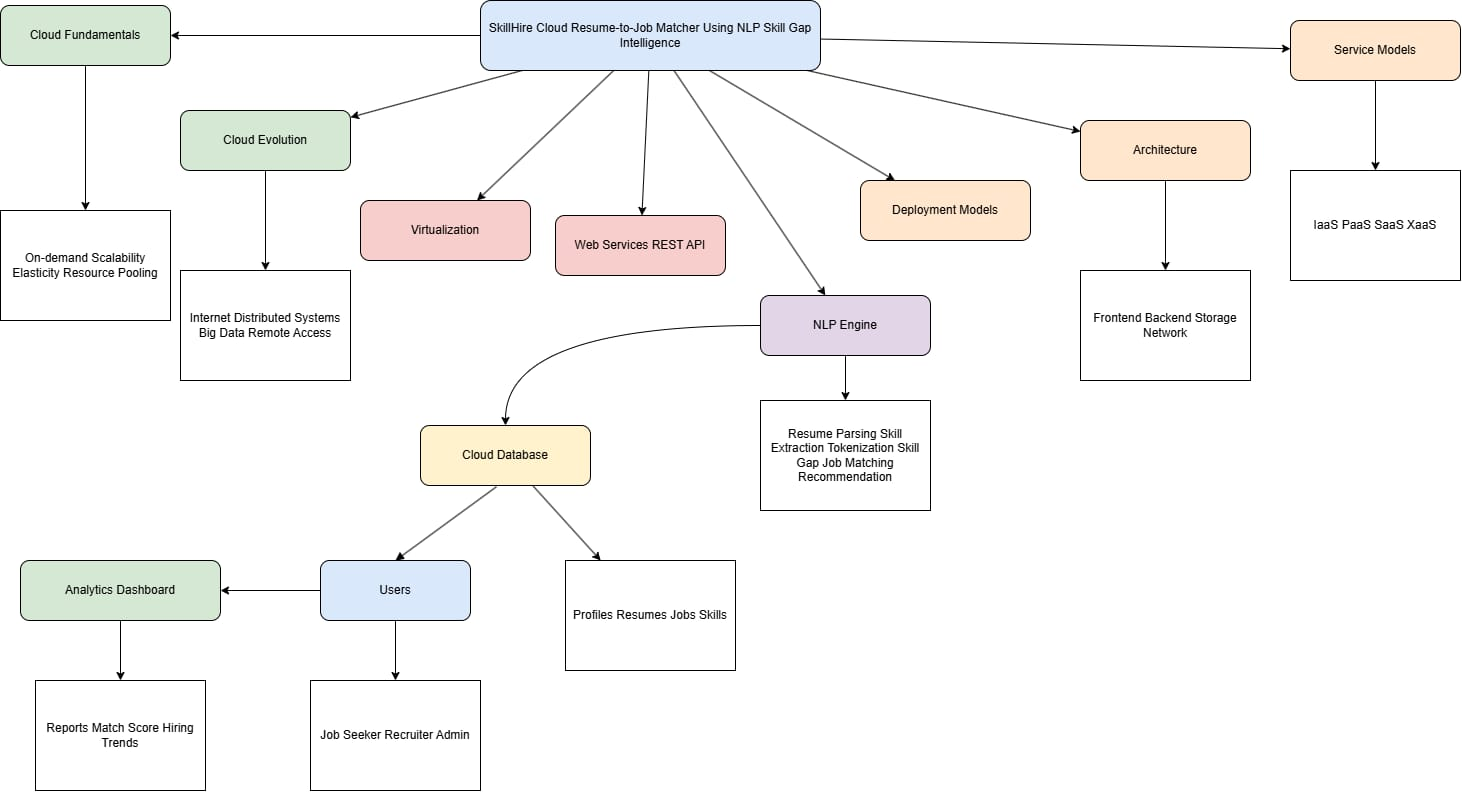 Cloud Fundamentals
SkillHire Cloud Resume-to-Job Matcher Using NLP Skill Gap
Intelligence
Service Models
Cloud Evolution
Architecture
Virtualization
Web Services REST API
Deployment Models
On-demand Scalability
Elasticity Resource Pooling
IaaS PaaS SaaS XaaS
Internet Distributed Systems
Big Data Remote Access
NLP Engine
Frontend Backend Storage
Network
Cloud Database
Resume Parsing Skill
Extraction Tokenization Skill
Gap Job Matching
Recommendation
Analytics Dashboard
Users
Profiles Resumes Jobs Skills
Reports Match Score Hiring
Trends
Job Seeker Recruiter Admin